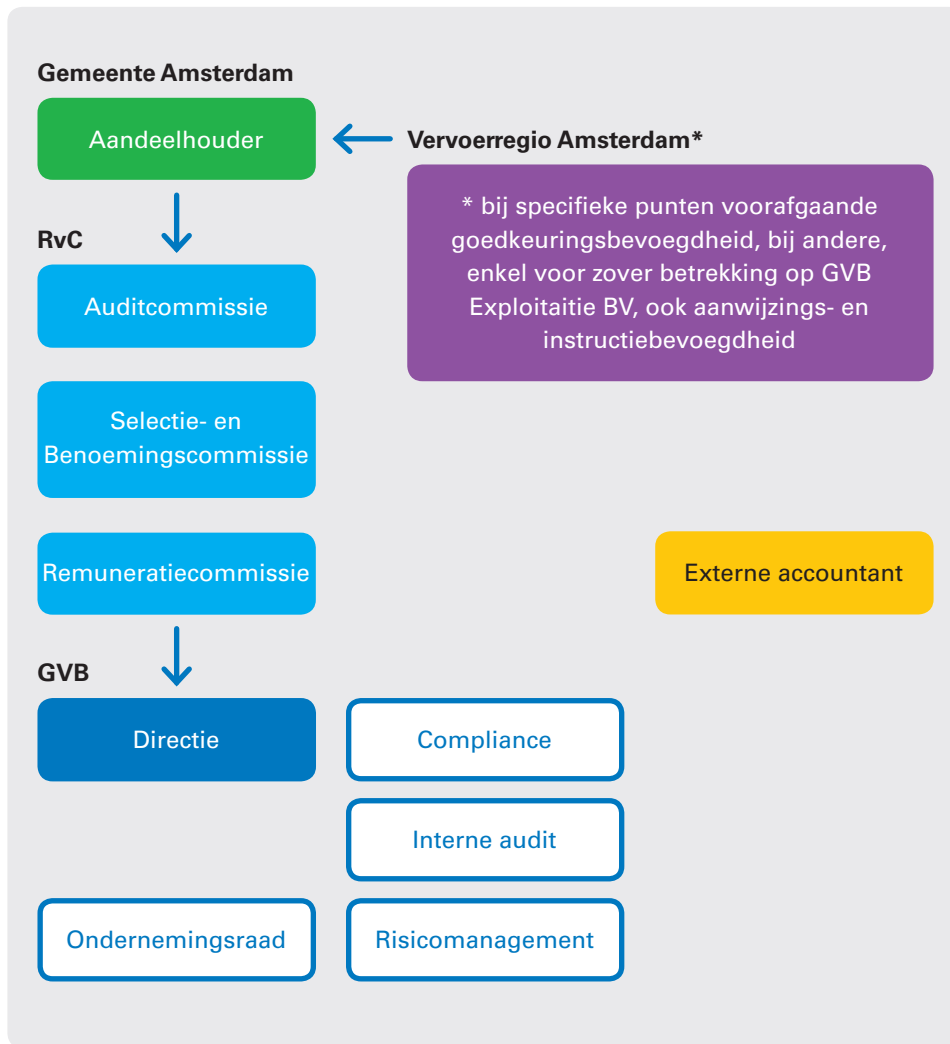 Gemeente Amsterdam
Aandeelhouder
Vervoerregio Amsterdam*
* bij specifieke punten voorafgaande
goedkeuringsbevoegdheid, bij andere,
enkel voor zover betrekking op GVB
Exploitaitie BV, ook aanwijzings- en
instructiebevoegdheid
RvC
Auditcommissie
Selectie- en
Benoemingscommissie
Remuneratiecommissie
Externe accountant
GVB
Directie
Compliance
Interne audit
Ondernemingsraad
Risicomanagement